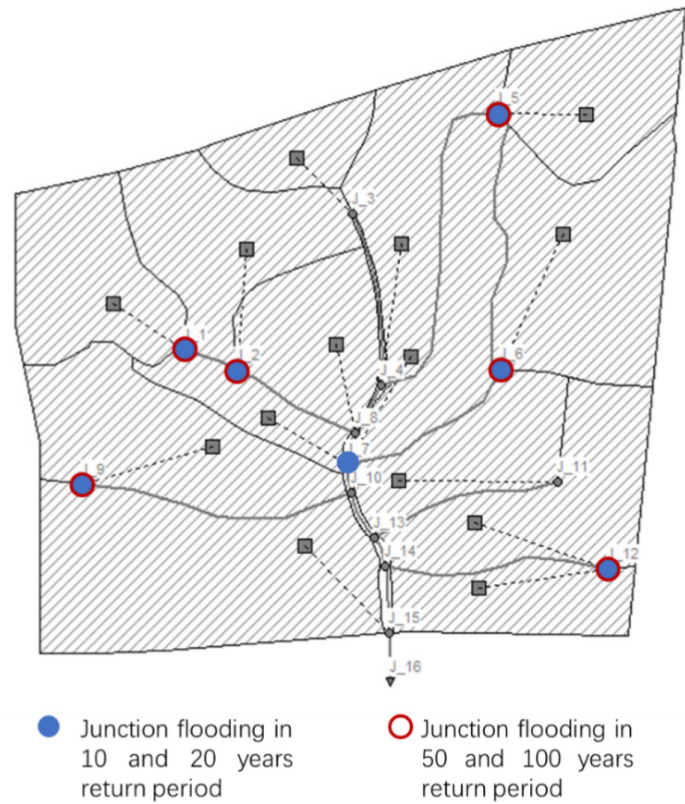 J_5
J_3
J_1
J_2
J_6
J_4
J_8
J_7
J_9
J_11
J_10
J_13
J_12
J_14
J_15
J_16
Junction flooding in
10 and 20 years
return period
Junction flooding in
50 and 100 years
return period